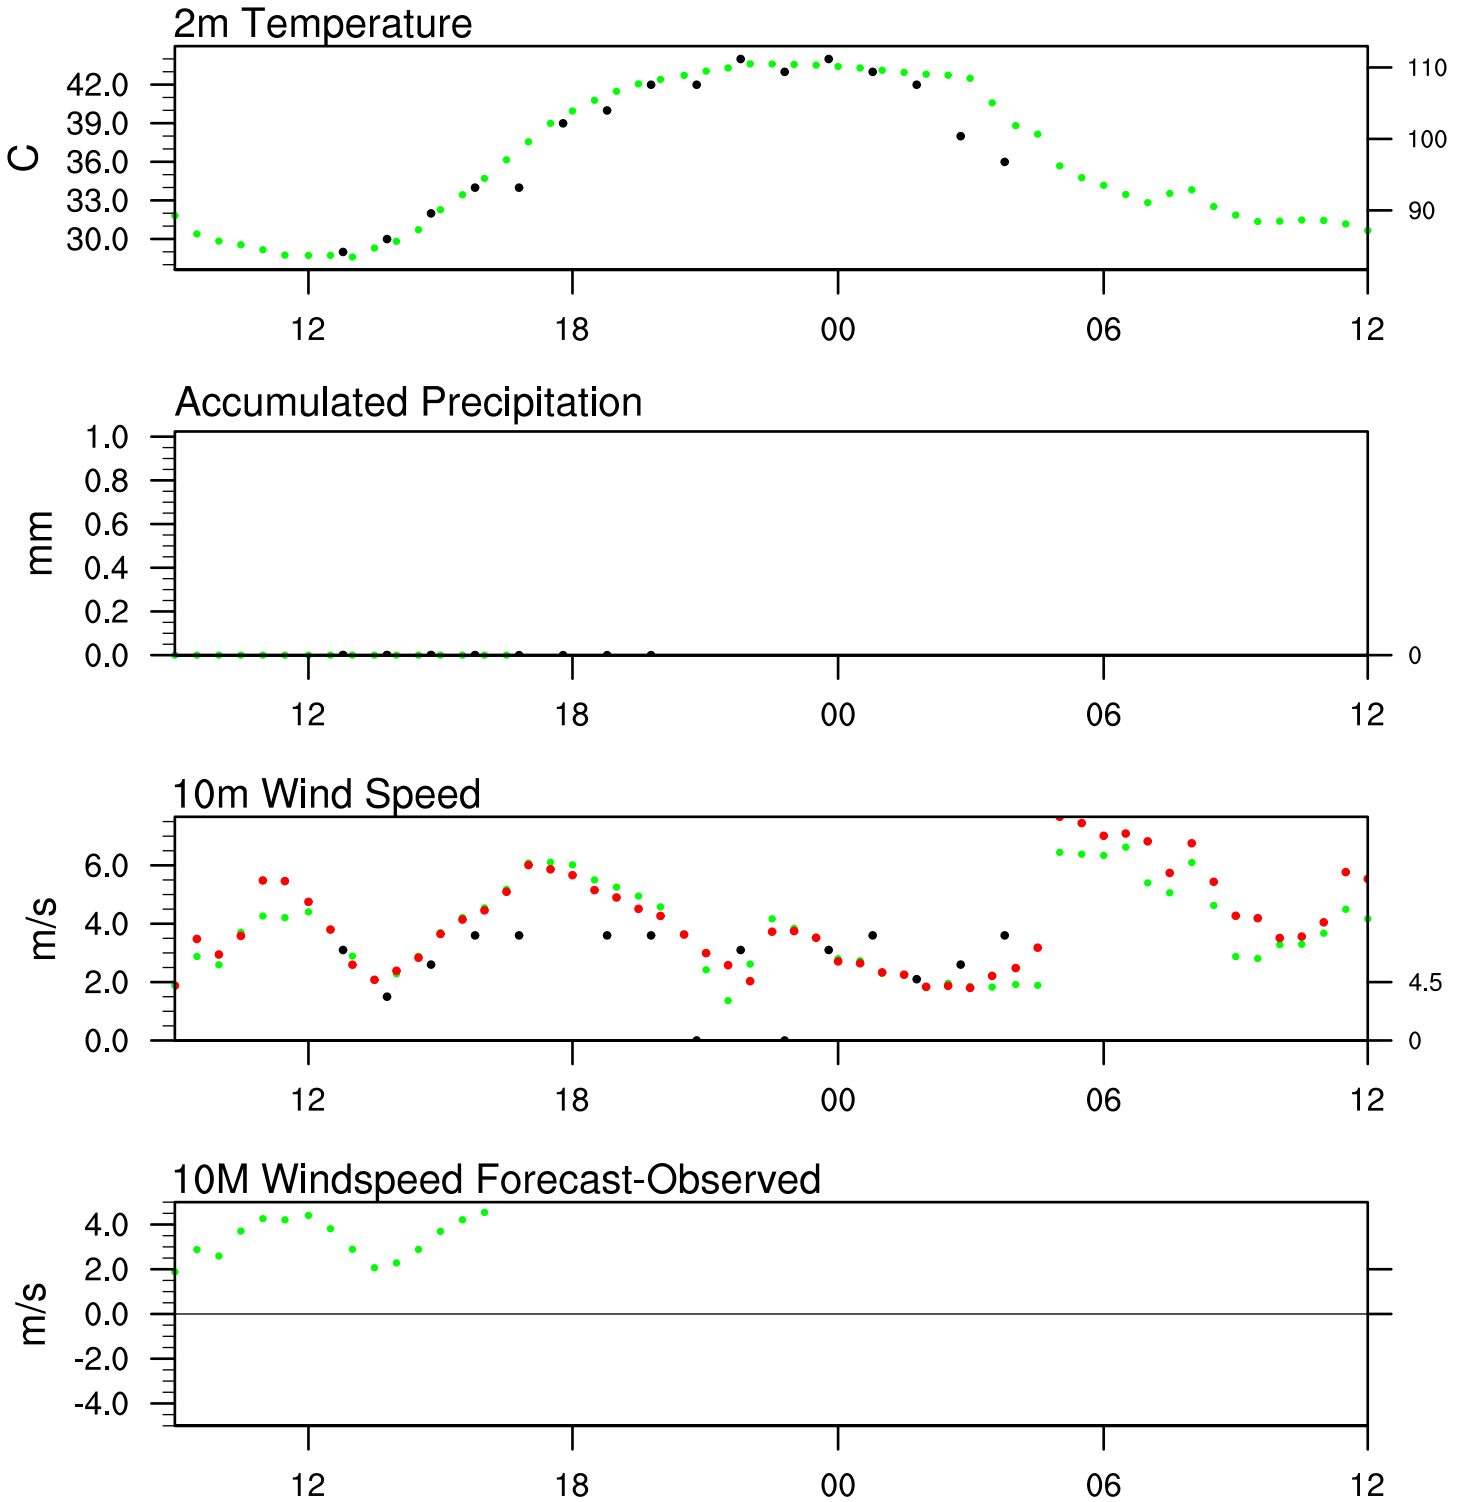 2m Temperature
42.0
39.0
36.0
33.0
30.0
C
110
100
90
12 18 00 06 12
Accumulated Precipitation
1.0
0.8
0.6
0.4
0.2
0.0
mm
0
12 18 00 06 12
10m Wind Speed
6.0
4.0
2.0
0.0
m/s
4.5
0
12 18 00 06 12
10M Windspeed Forecast-Observed
4.0
2.0
0.0
-2.0
-4.0
m/s
12 18 00 06 12